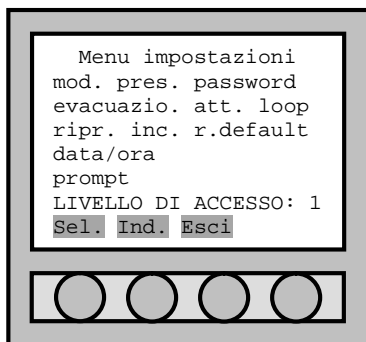 Menu impostazioni
mod. pres. password
evacuazio. att. loop
ripr. inc. r.default
data/ora
prompt
LIVELLO DI ACCESSO: 1
Sel. Ind. Esci